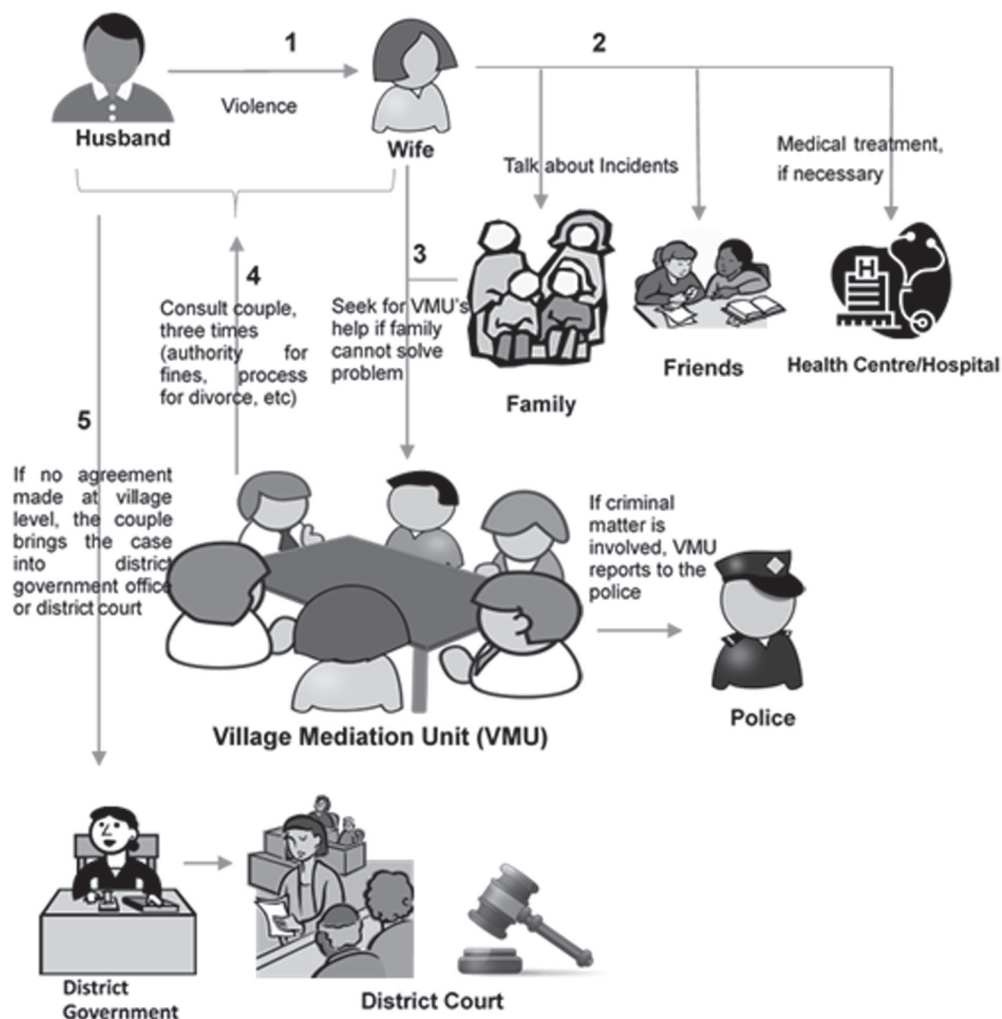 1
2
Violence
Husband
Wife
Talk about Incidents
Medical treatment,
if necessary
3
4
Consult couple,
three times
(authority for
fines, process
for divorce, etc)
Seek for VMU's
help if family
cannot solve
problem
Family
Friends
H
Health Centre/Hospital
5
If no agreement
made at village
level, the couple
brings the case
into district
government office
or district court
If criminal
matter is
involved, VMU
reports to the
police
Village Mediation Unit (VMU)
Police
District
Government
District Court